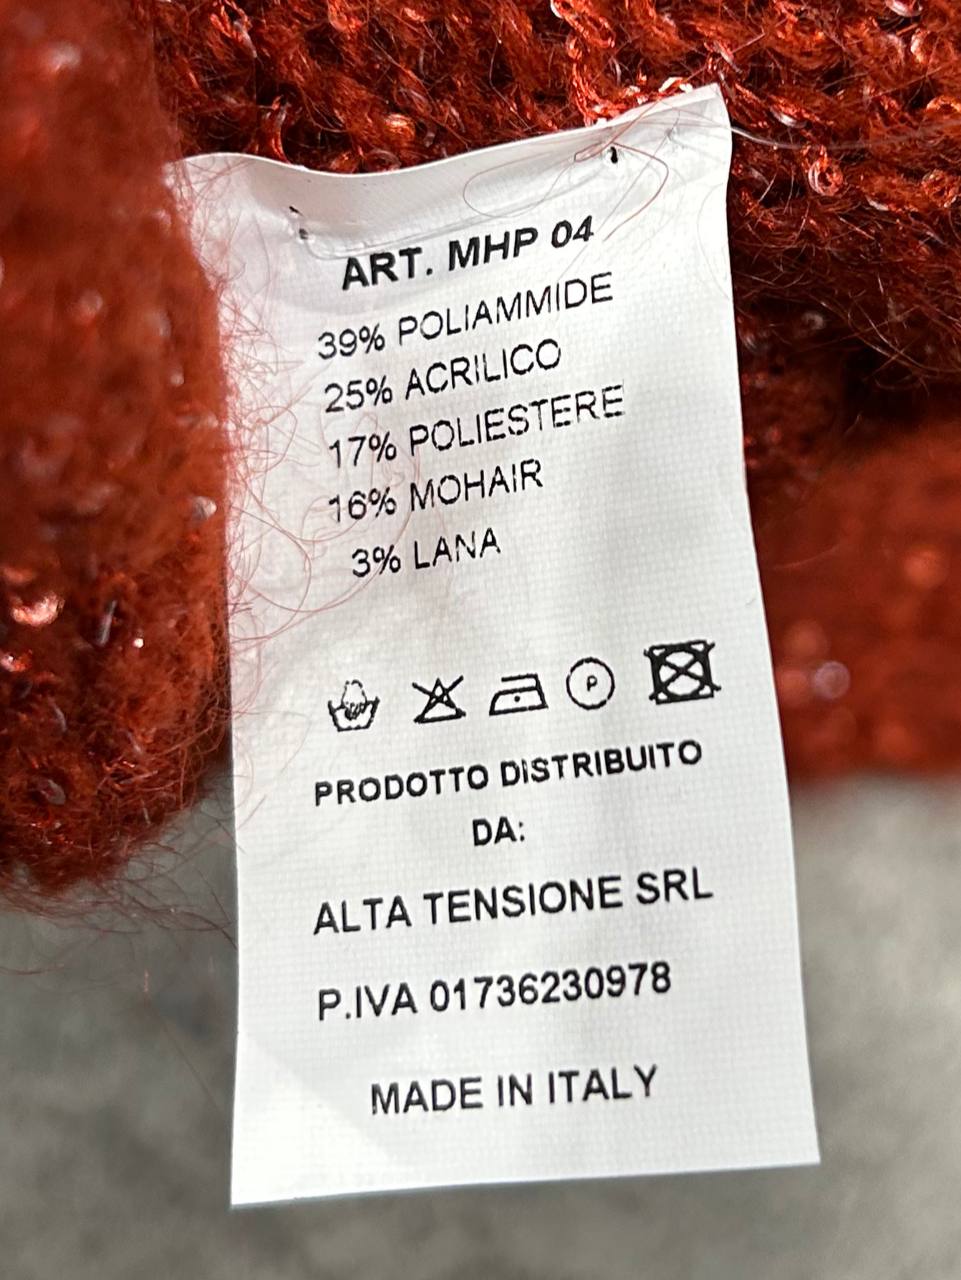 ART. MHP 04
39% POLIAMMIDE
25% ACRILICO
17% POLIESTERE
16% MOHAIR
3% LANA
P
PRODOTTO DISTRIBUITO
DA:
ALTA TENSIONE SRL
P.IVA 01736230978
MADE IN ITALY